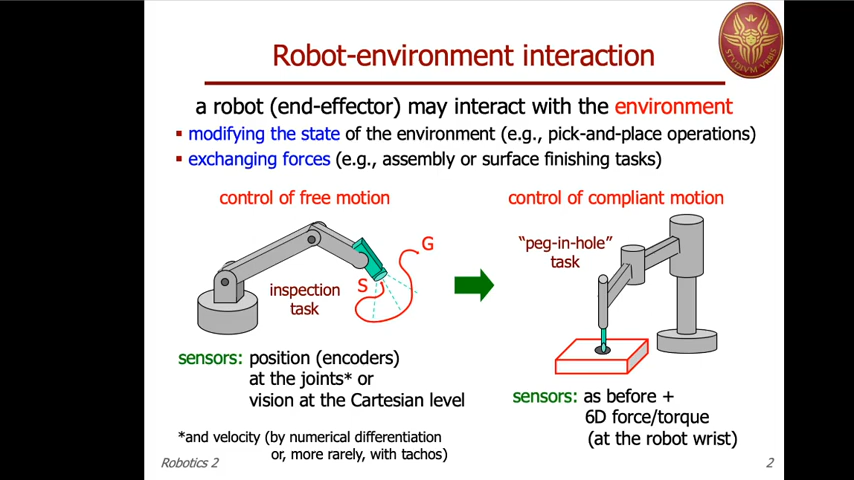 Robot-environment interaction
STVDIVM VRBIS
a robot (end-effector) may interact with the environment
▪ modifying the state of the environment (e.g., pick-and-place operations)
▪ exchanging forces (e.g., assembly or surface finishing tasks)
control of free motion
inspection
task
S
G
sensors: position (encoders)
at the joints* or
vision at the Cartesian level
*and velocity (by numerical differentiation
or, more rarely, with tachos)
control of compliant motion
"peg-in-hole"
task
sensors: as before +
6D force/torque
(at the robot wrist)
Robotics 2
2